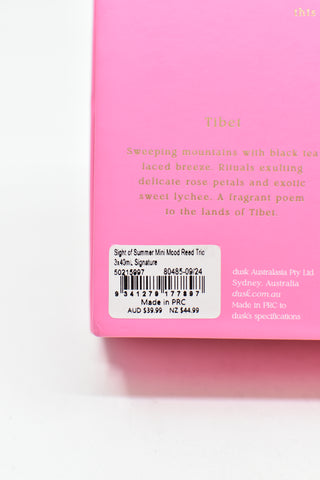 this
Tibet
Sweeping mountains with black tea
laced breeze. Rituals exulting
delicate rose petals and exotic
sweet lychee. A fragrant poem
to the lands of Tibet.
Sight of Summer Mini Mood Reed Trio
3x40mL Signature
50215997 80485-09/24
9 341279 177897
Made in PRC
AUD $39.99 NZ $44.99
dusk Australasia Pty Ltd
Sydney, Australia
dusk.com.au
Made in PRC to
dusk's specifications